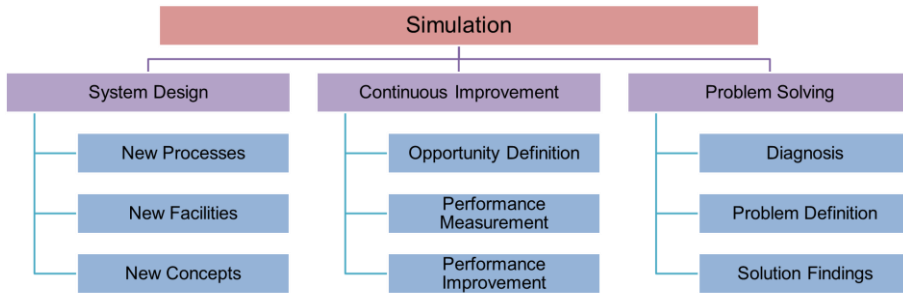 Simulation
System Design
New Processes
New Facilities
New Concepts
Continuous Improvement
Opportunity Definition
Performance
Measurement
Performance
Improvement
Problem Solving
Diagnosis
Problem Definition
Solution Findings